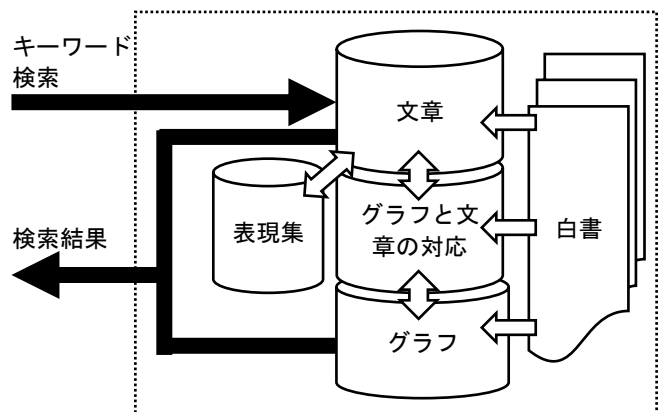 キーワード
検索
文章
検索結果
表現集
グラフと文
章の対応
白書
グラフ